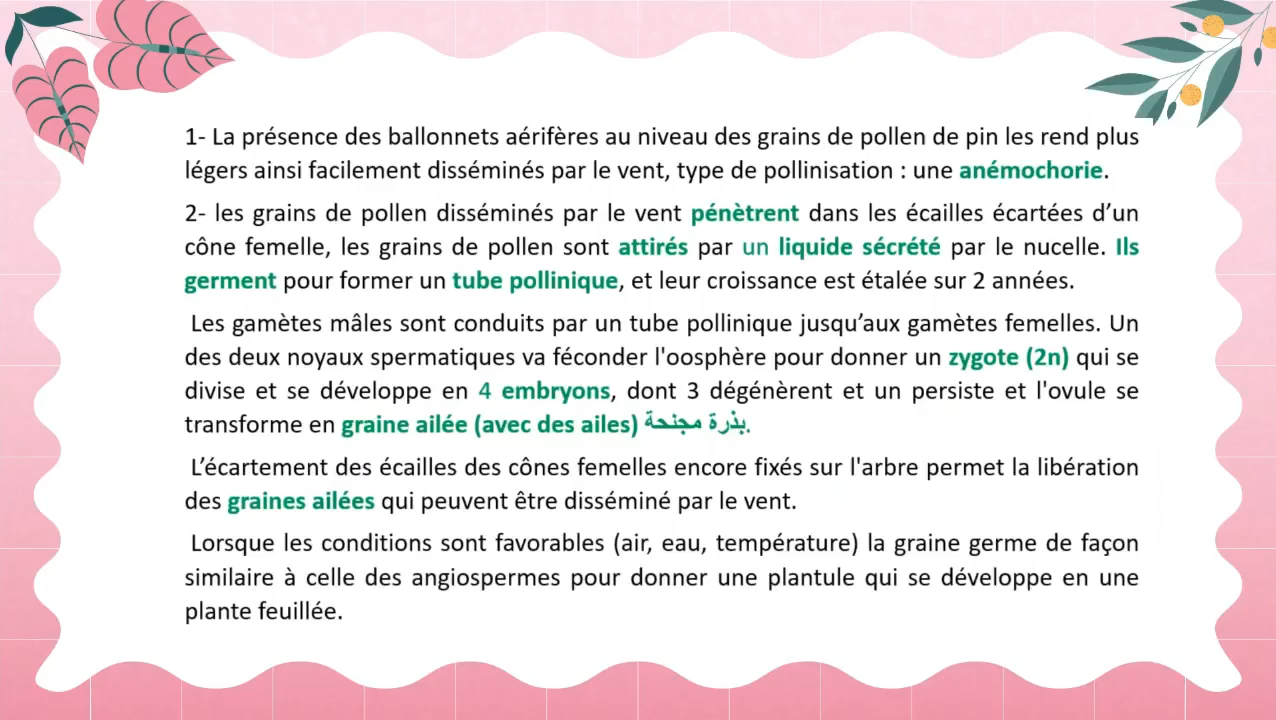 1- La présence des ballonnets aérifères au niveau des grains de pollen de pin les rend plus
légers ainsi facilement disséminés par le vent, type de pollinisation : une anémochorie.
2- les grains de pollen disséminés par le vent pénètrent dans les écailles écartées d’un
cône femelle, les grains de pollen sont attirés par un liquide sécrété par le nucelle. Ils
germent pour former un tube pollinique, et leur croissance est étalée sur 2 années.
Les gamètes mâles sont conduits par un tube pollinique jusqu’aux gamètes femelles. Un
des deux noyaux spermatiques va féconder l'oosphère pour donner un zygote (2n) qui se
divise et se développe en 4 embryons, dont 3 dégénèrent et un persiste et l'ovule se
transforme en graine ailée (avec des ailes) بذرة مجنحة.
L’écartement des écailles des cônes femelles encore fixés sur l'arbre permet la libération
des graines ailées qui peuvent être disséminé par le vent.
Lorsque les conditions sont favorables (air, eau, température) la graine germe de façon
similaire à celle des angiospermes pour donner une plantule qui se développe en une
plante feuillée.